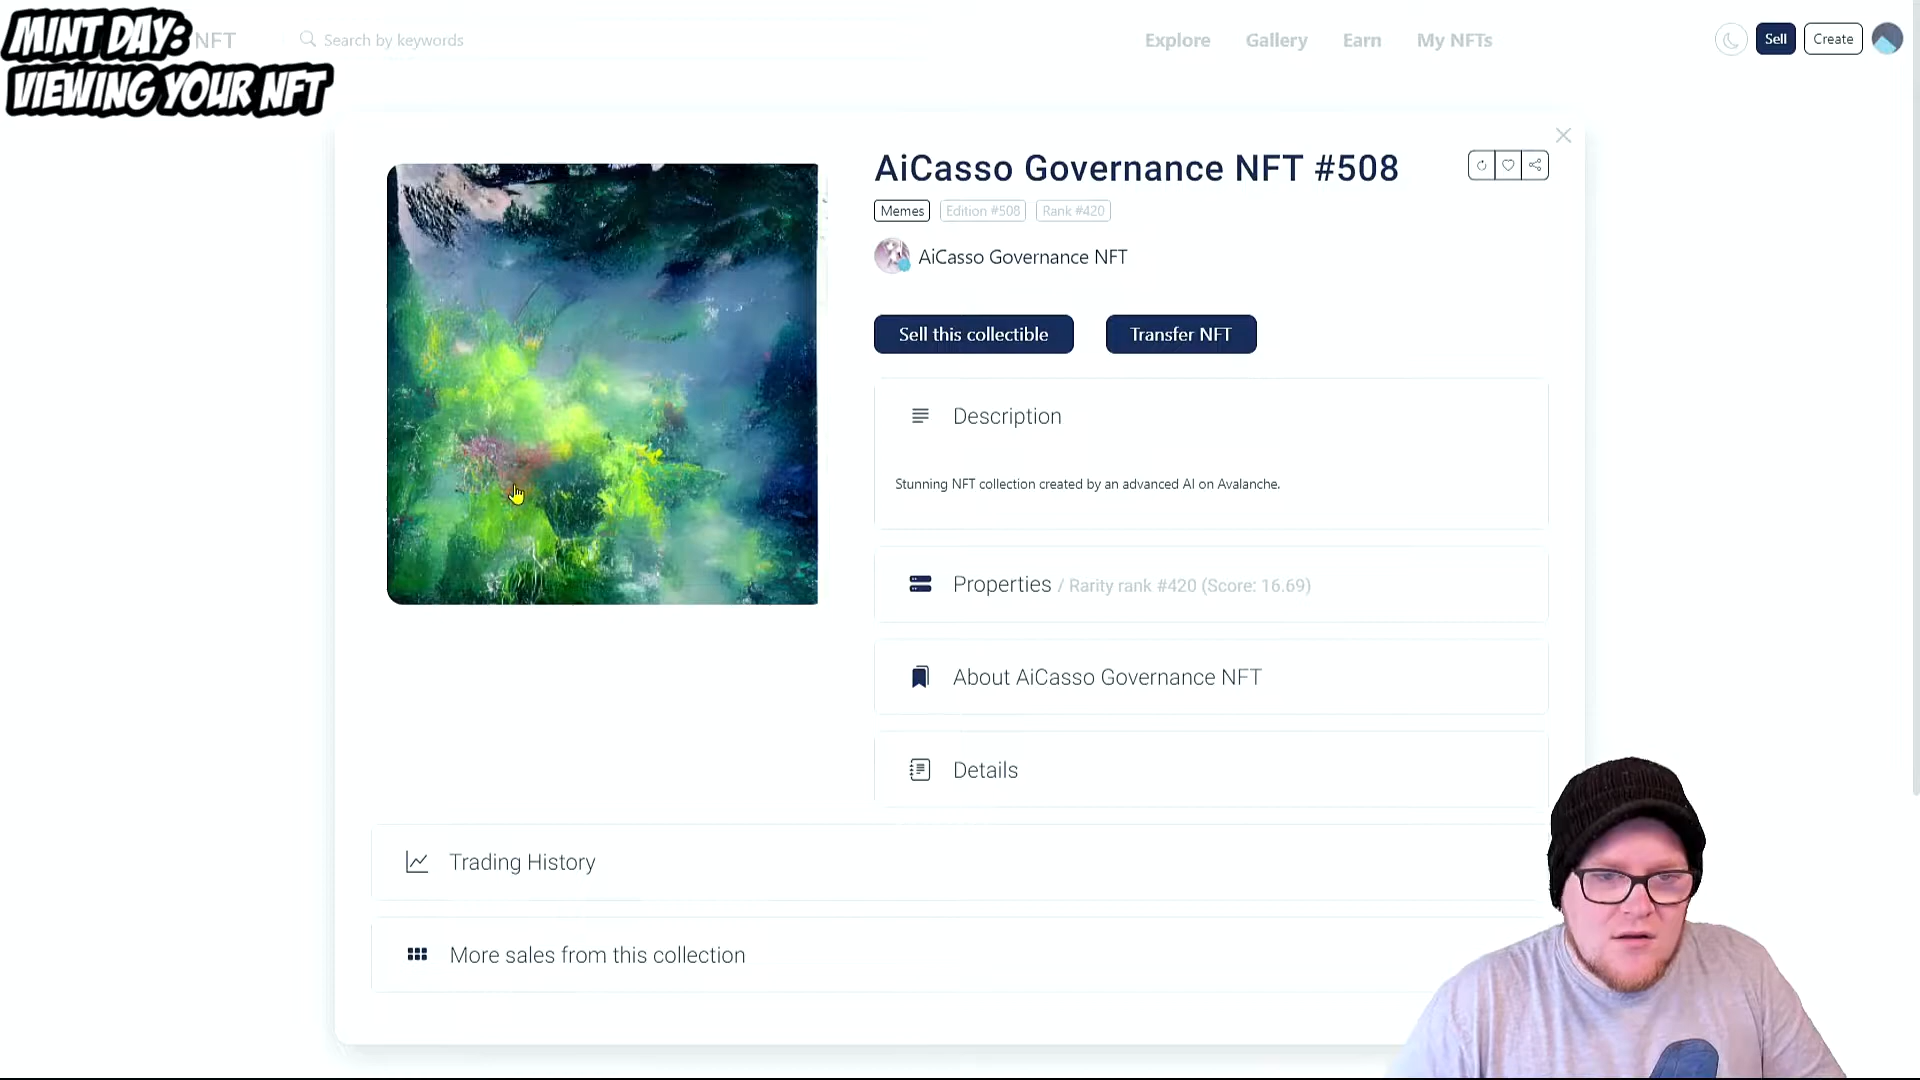 MINT DAY:
VIEWING YOUR NFT
NFT
Search by keywords
Explore
Gallery
Earn
My NFTs
Sell
Create
AiCasso Governance NFT #508
Memes
Edition #508
Rank #420
AiCasso Governance NFT
Sell this collectible
Transfer NFT
Description
Stunning NFT collection created by an advanced AI on Avalanche.
Properties / Rarity rank #420 (Score: 16.69)
About AiCasso Governance NFT
Details
Trading History
More sales from this collection